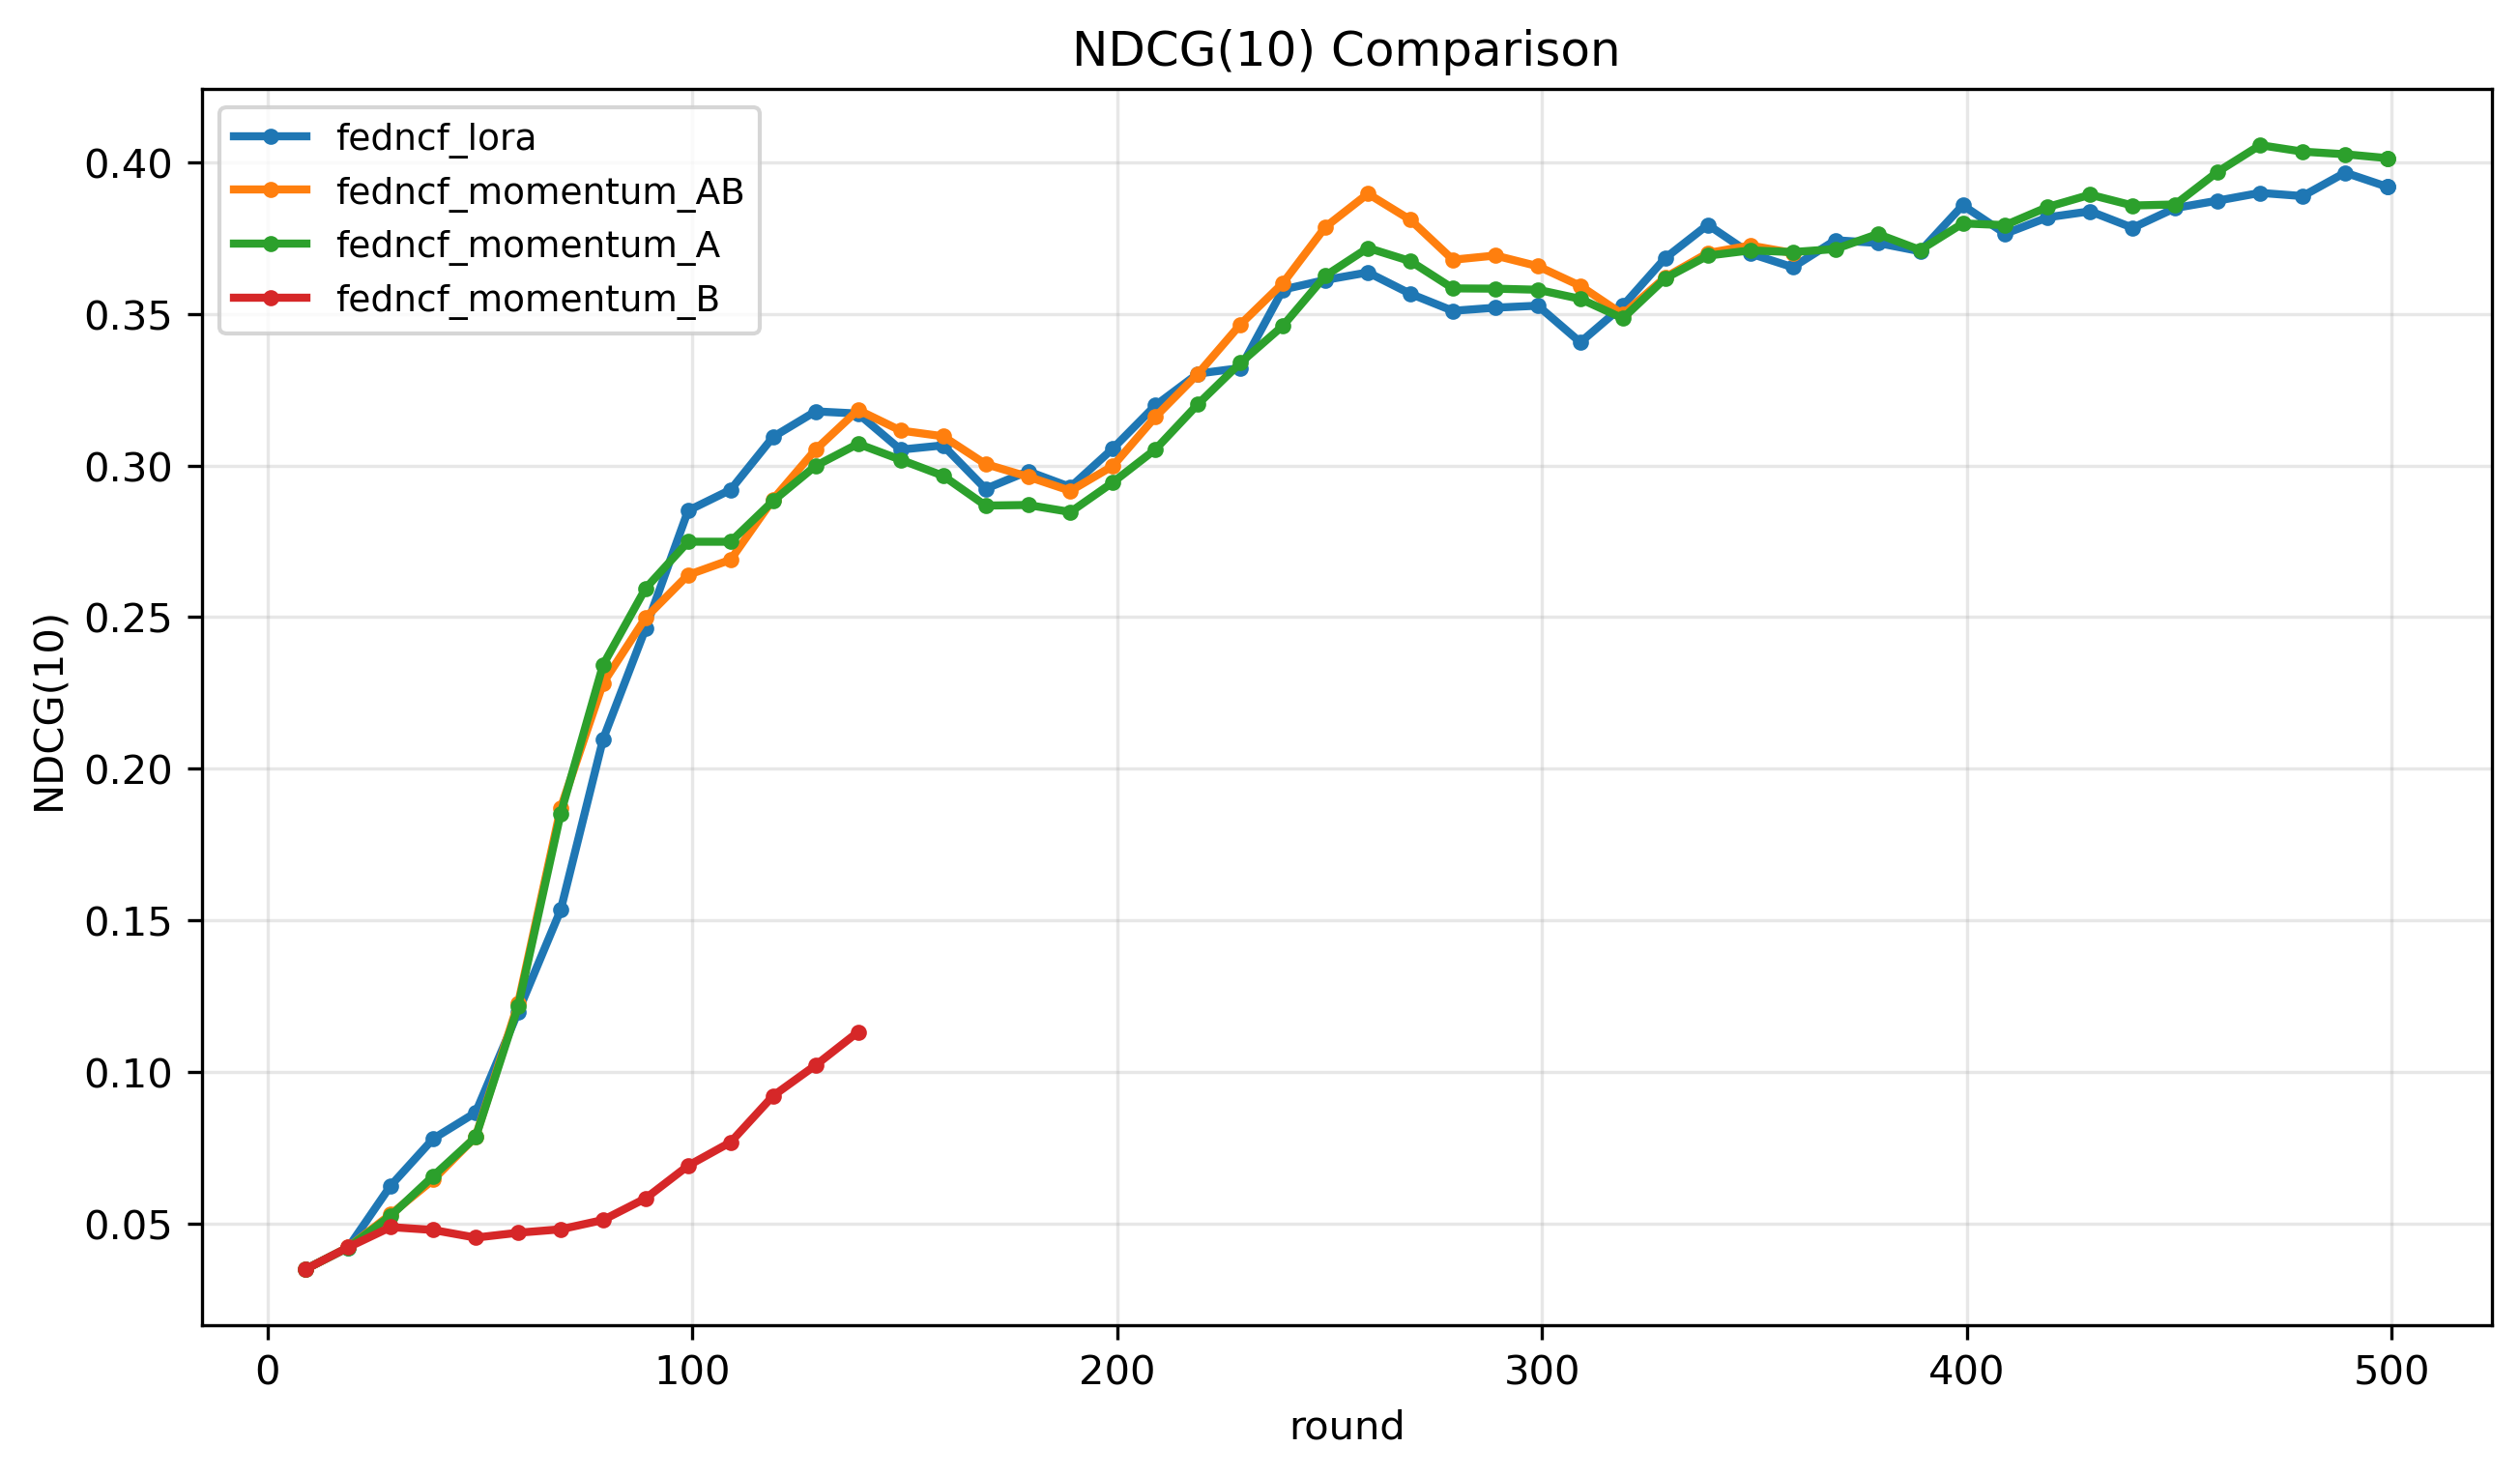 NDCG(10) Comparison
fedncf_lora
fedncf_momentum_AB
fedncf_momentum_A
fedncf_momentum_B
NDCG(10)
0.40
0.35
0.30
0.25
0.20
0.15
0.10
0.05
0 100 200 300 400 500
round